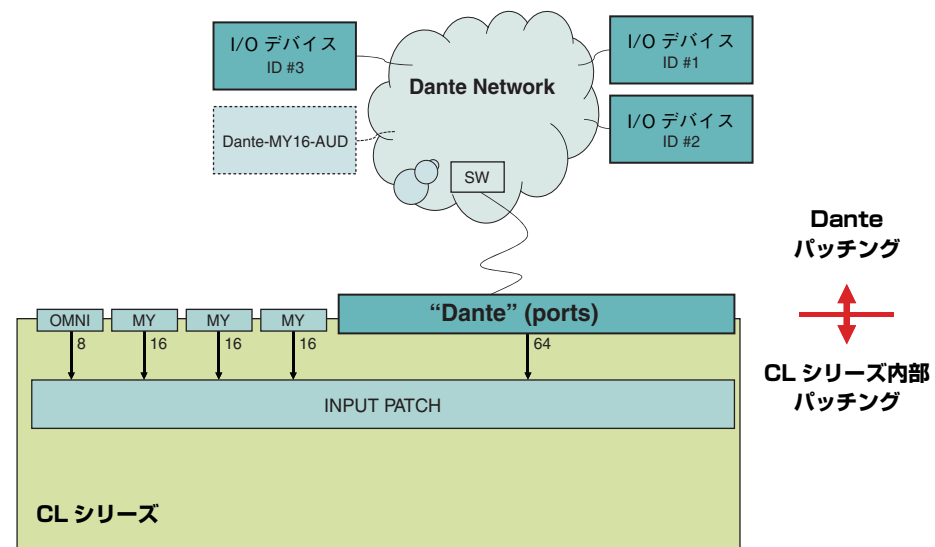 I/O デバイス
ID #3
Dante Network
I/O デバイス
ID #1
Dante-MY16-AUD
I/O デバイス
ID #2
SW
Dante
パッチング
“Dante” (ports)
OMNI
MY
MY
MY
8
16
16
16
64
CL シリーズ内部
パッチング
INPUT PATCH
CL シリーズ